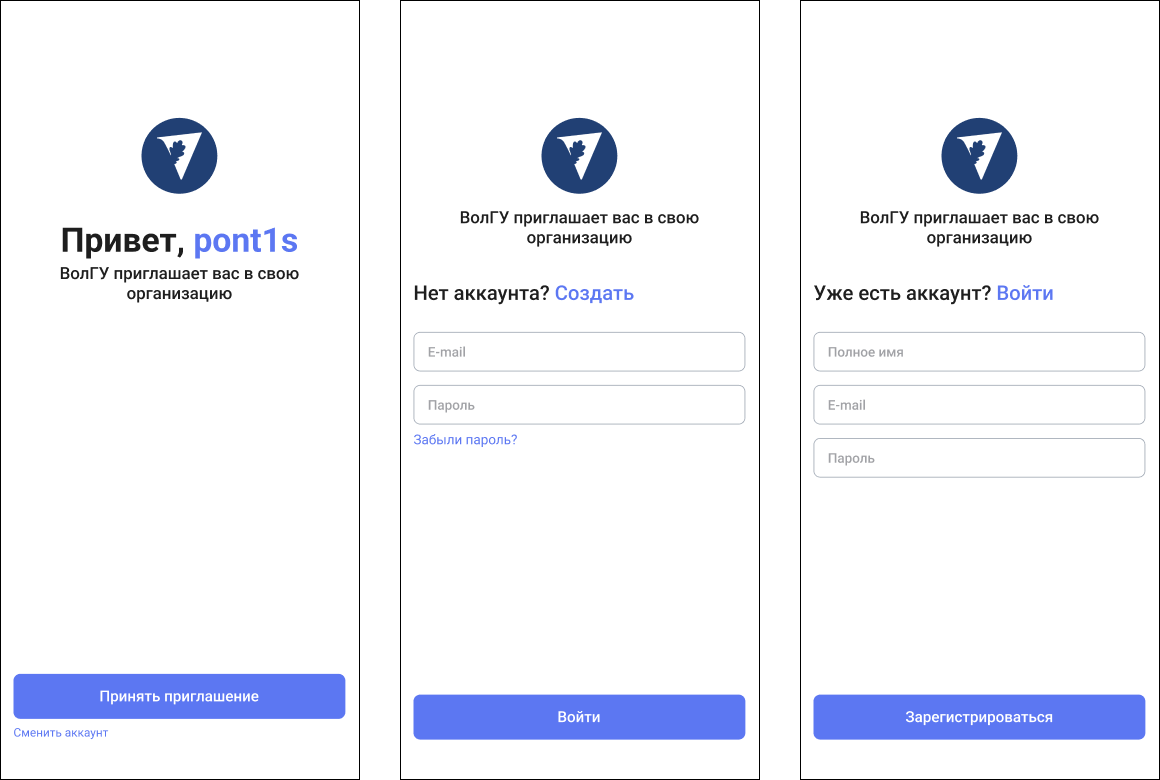 Привет, pont1s
ВолГУ приглашает вас в свою
организацию
Принять приглашение
Сменить аккаунт
ВолГУ приглашает вас в свою
организацию
Нет аккаунта? Создать
E-mail
Пароль
Забыли пароль?
Войти
ВолГУ приглашает вас в свою
организацию
Уже есть аккаунт? Войти
Полное имя
E-mail
Пароль
Зарегистрироваться